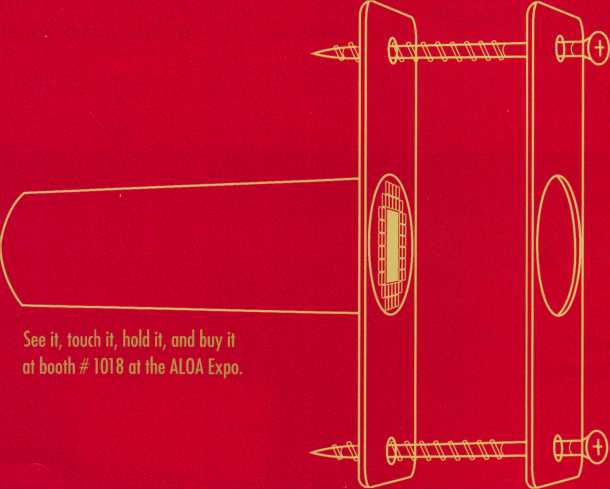 See it, touch it, hold it, and buy it
at booth # 1018 at the ALOA Expo.